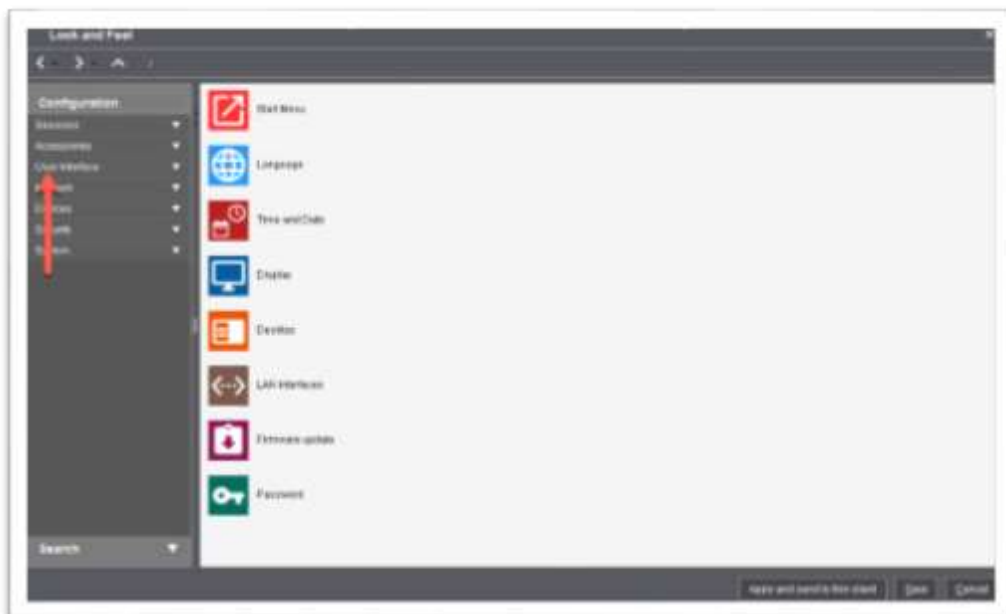 Look and Feel
Configuration
Sessions
Accessories
User Interface
Network
Devices
Security
System
Start Menu
Language
Time and Date
Display
Desktop
LAN Interfaces
Firmware update
Password
Search
Apply and send to thin client
Save
Cancel